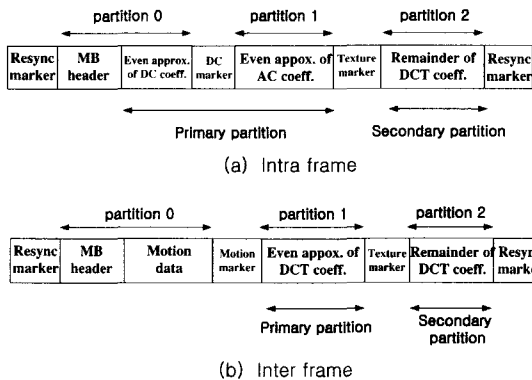 partition 0
partition 1
partition 2
Resync marker
MB header
Even approx. of DC coeff.
DC marker
Even appox. of AC coeff.
Texture marker
Remainder of DCT coeff.
Resync marker
Primary partition
Secondary partition
(a) Intra frame
partition 0
partition 1
partition 2
Resync marker
MB header
Motion data
Motion marker
Even appox. of DCT coeff.
Texture marker
Remainder of DCT coeff.
Resyn mark
Primary partition
Secondary partition
(b) Inter frame